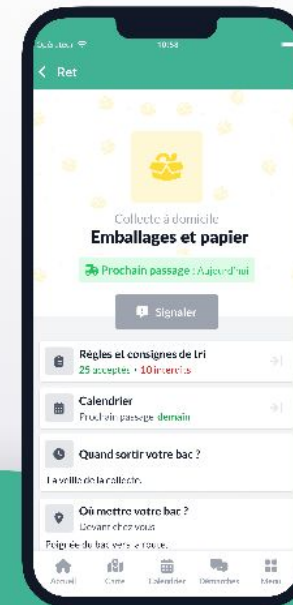 Opérateur
10:58
Ret
Collecte à domicile
Emballages et papier
Prochain passage : Aujourd'hui
Signaler
Règles et consignes de tri
25 acceptés • 10 interdits
Calendrier
Prochain passage demain
Quand sortir votre bac ?
La veille de la collecte.
Où mettre votre bac ?
Devant chez vous
Poignée du bac vers la route.
Accueil Carte Calendrier Démarches Menu